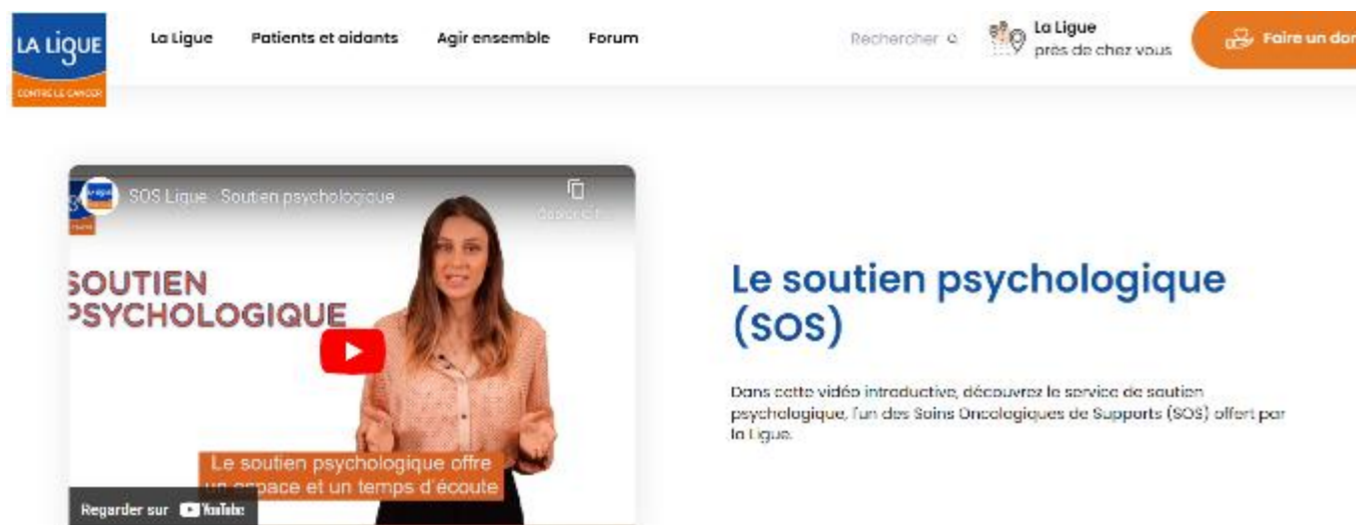 LA LIGUE
CONTRE LE CANCER
La Ligue
Patients et aidants
Agir ensemble
Forum
Rechercher
La Ligue
près de chez vous
Faire un don
SOS Ligue - Soutien psychologique
SOUTIEN
PSYCHOLOGIQUE
Le soutien psychologique offre
un espace et un temps d'écoute
Regarder sur YouTube
Le soutien psychologique
(SOS)
Dans cette vidéo introductive, découvrez le service de soutien
psychologique, l'un des Soins Oncologiques de Supports (SOS) offert par
la Ligue.